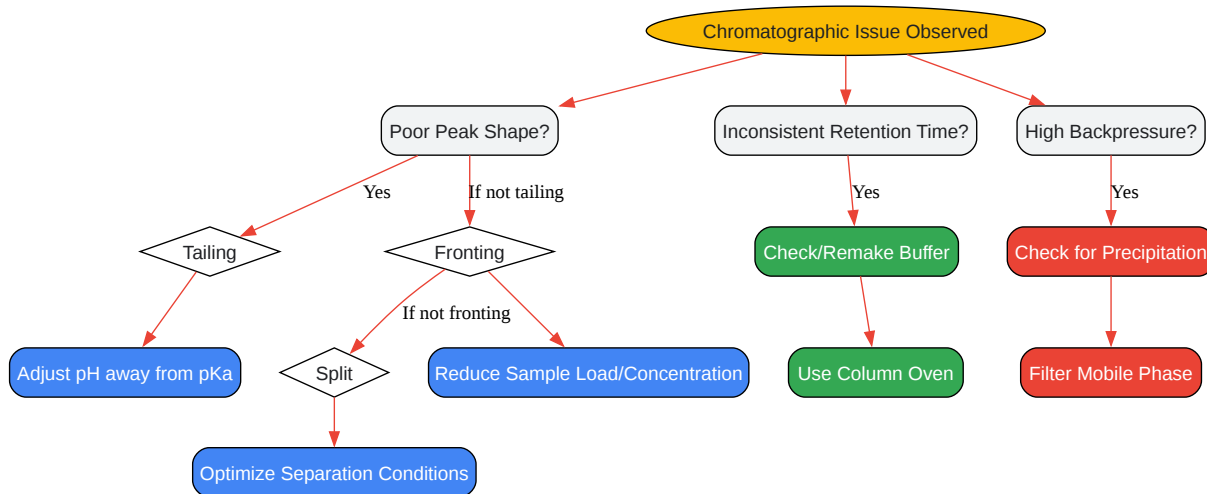 Chromatographic Issue Observed
Poor Peak Shape?
Inconsistent Retention Time?
High Backpressure?
Yes
If not tailing
Yes
Yes
Tailing
Fronting
Check/Remake Buffer
Check for Precipitation
If not fronting
Adjust pH away from pKa
Split
Reduce Sample Load/Concentration
Use Column Oven
Filter Mobile Phase
Optimize Separation Conditions